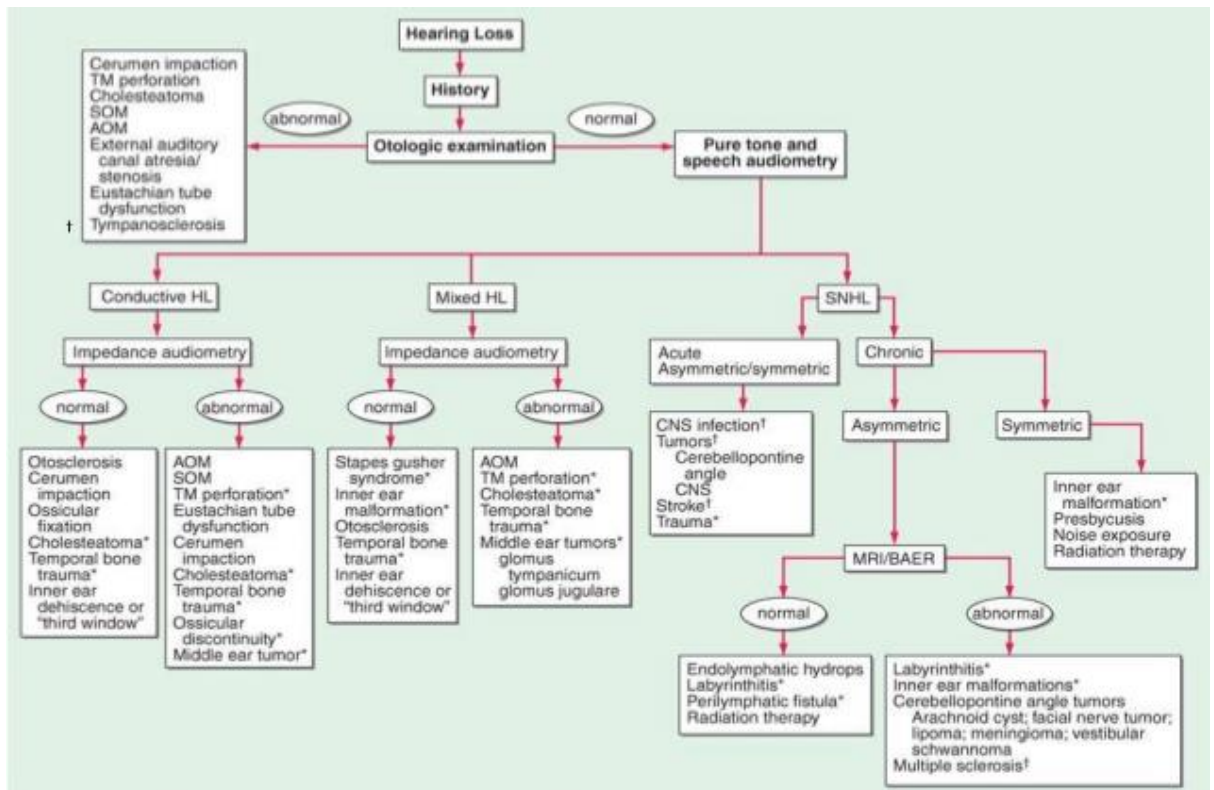 Hearing Loss
History
Otologic examination
abnormal
normal
Cerumen impaction
TM perforation
Cholesteatoma
SOM
AOM
External auditory
canal atresia/
stenosis
Eustachian tube
dysfunction
† Tympanosclerosis
Pure tone and
speech audiometry
Conductive HL
Impedance audiometry
normal
Otosclerosis
Cerumen
impaction
Ossicular
fixation
Cholesteatoma*
Temporal bone
trauma*
Inner ear
dehiscence or
"third window"
abnormal
AOM
SOM
TM perforation*
Eustachian tube
dysfunction
Cerumen
impaction
Cholesteatoma*
Temporal bone
trauma*
Ossicular
discontinuity*
Middle ear tumor*
Mixed HL
Impedance audiometry
normal
Stapes gusher
syndrome*
Inner ear
malformation*
Otosclerosis
Temporal bone
trauma*
Inner ear
dehiscence or
"third window"
abnormal
AOM
TM perforation*
Cholesteatoma*
Temporal bone
trauma*
Middle ear tumors*
glomus
tympanicum
glomus jugulare
SNHL
Acute
Asymmetric/symmetric
CNS infection†
Tumors†
Cerebellopontine
angle
CNS
Stroke†
Trauma*
Chronic
Asymmetric
MRI/BAER
normal
Endolymphatic hydrops
Labyrinthitis*
Perilymphatic fistula*
Radiation therapy
abnormal
Labyrinthitis*
Inner ear malformations*
Cerebellopontine angle tumors
Arachnoid cyst; facial nerve tumor;
lipoma; meningioma; vestibular
schwannoma
Multiple sclerosis†
Symmetric
Inner ear
malformation*
Presbycusis
Noise exposure
Radiation therapy